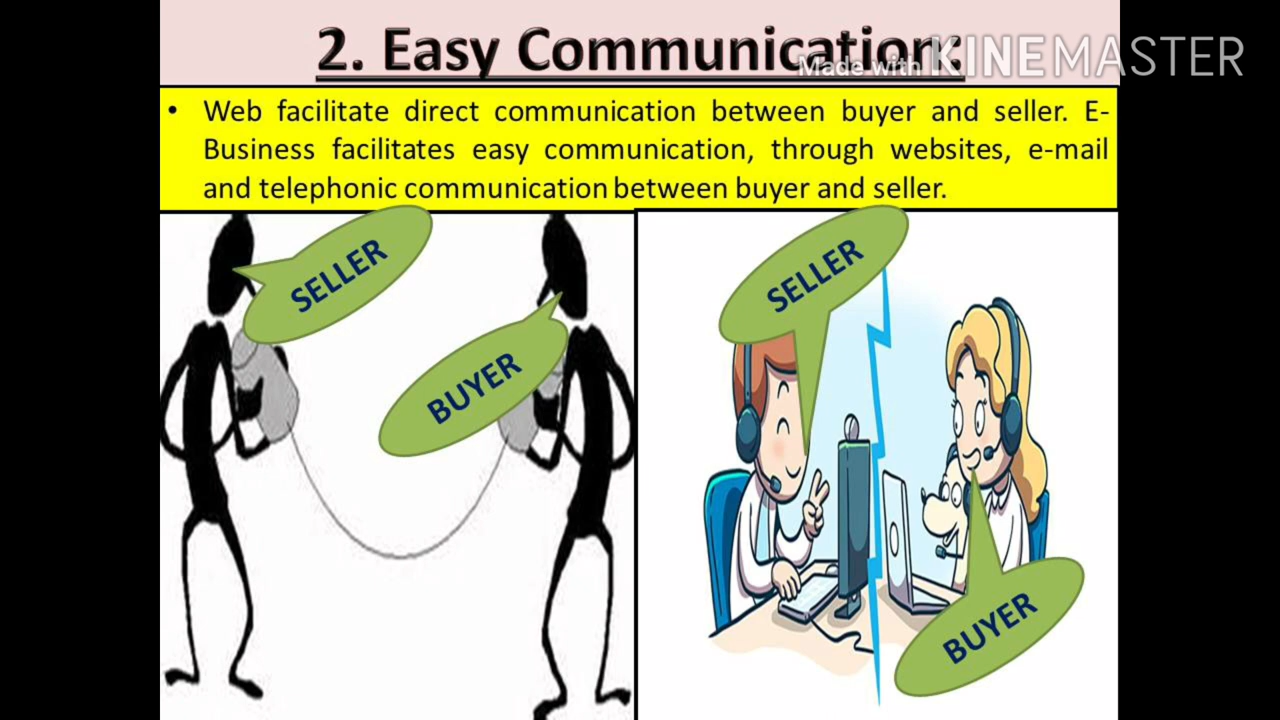 2. Easy Communication:
Made with KINEMASTER
• Web facilitate direct communication between buyer and seller. E-
Business facilitates easy communication, through websites, e-mail
and telephonic communication between buyer and seller.
SELLER
BUYER
SELLER
BUYER